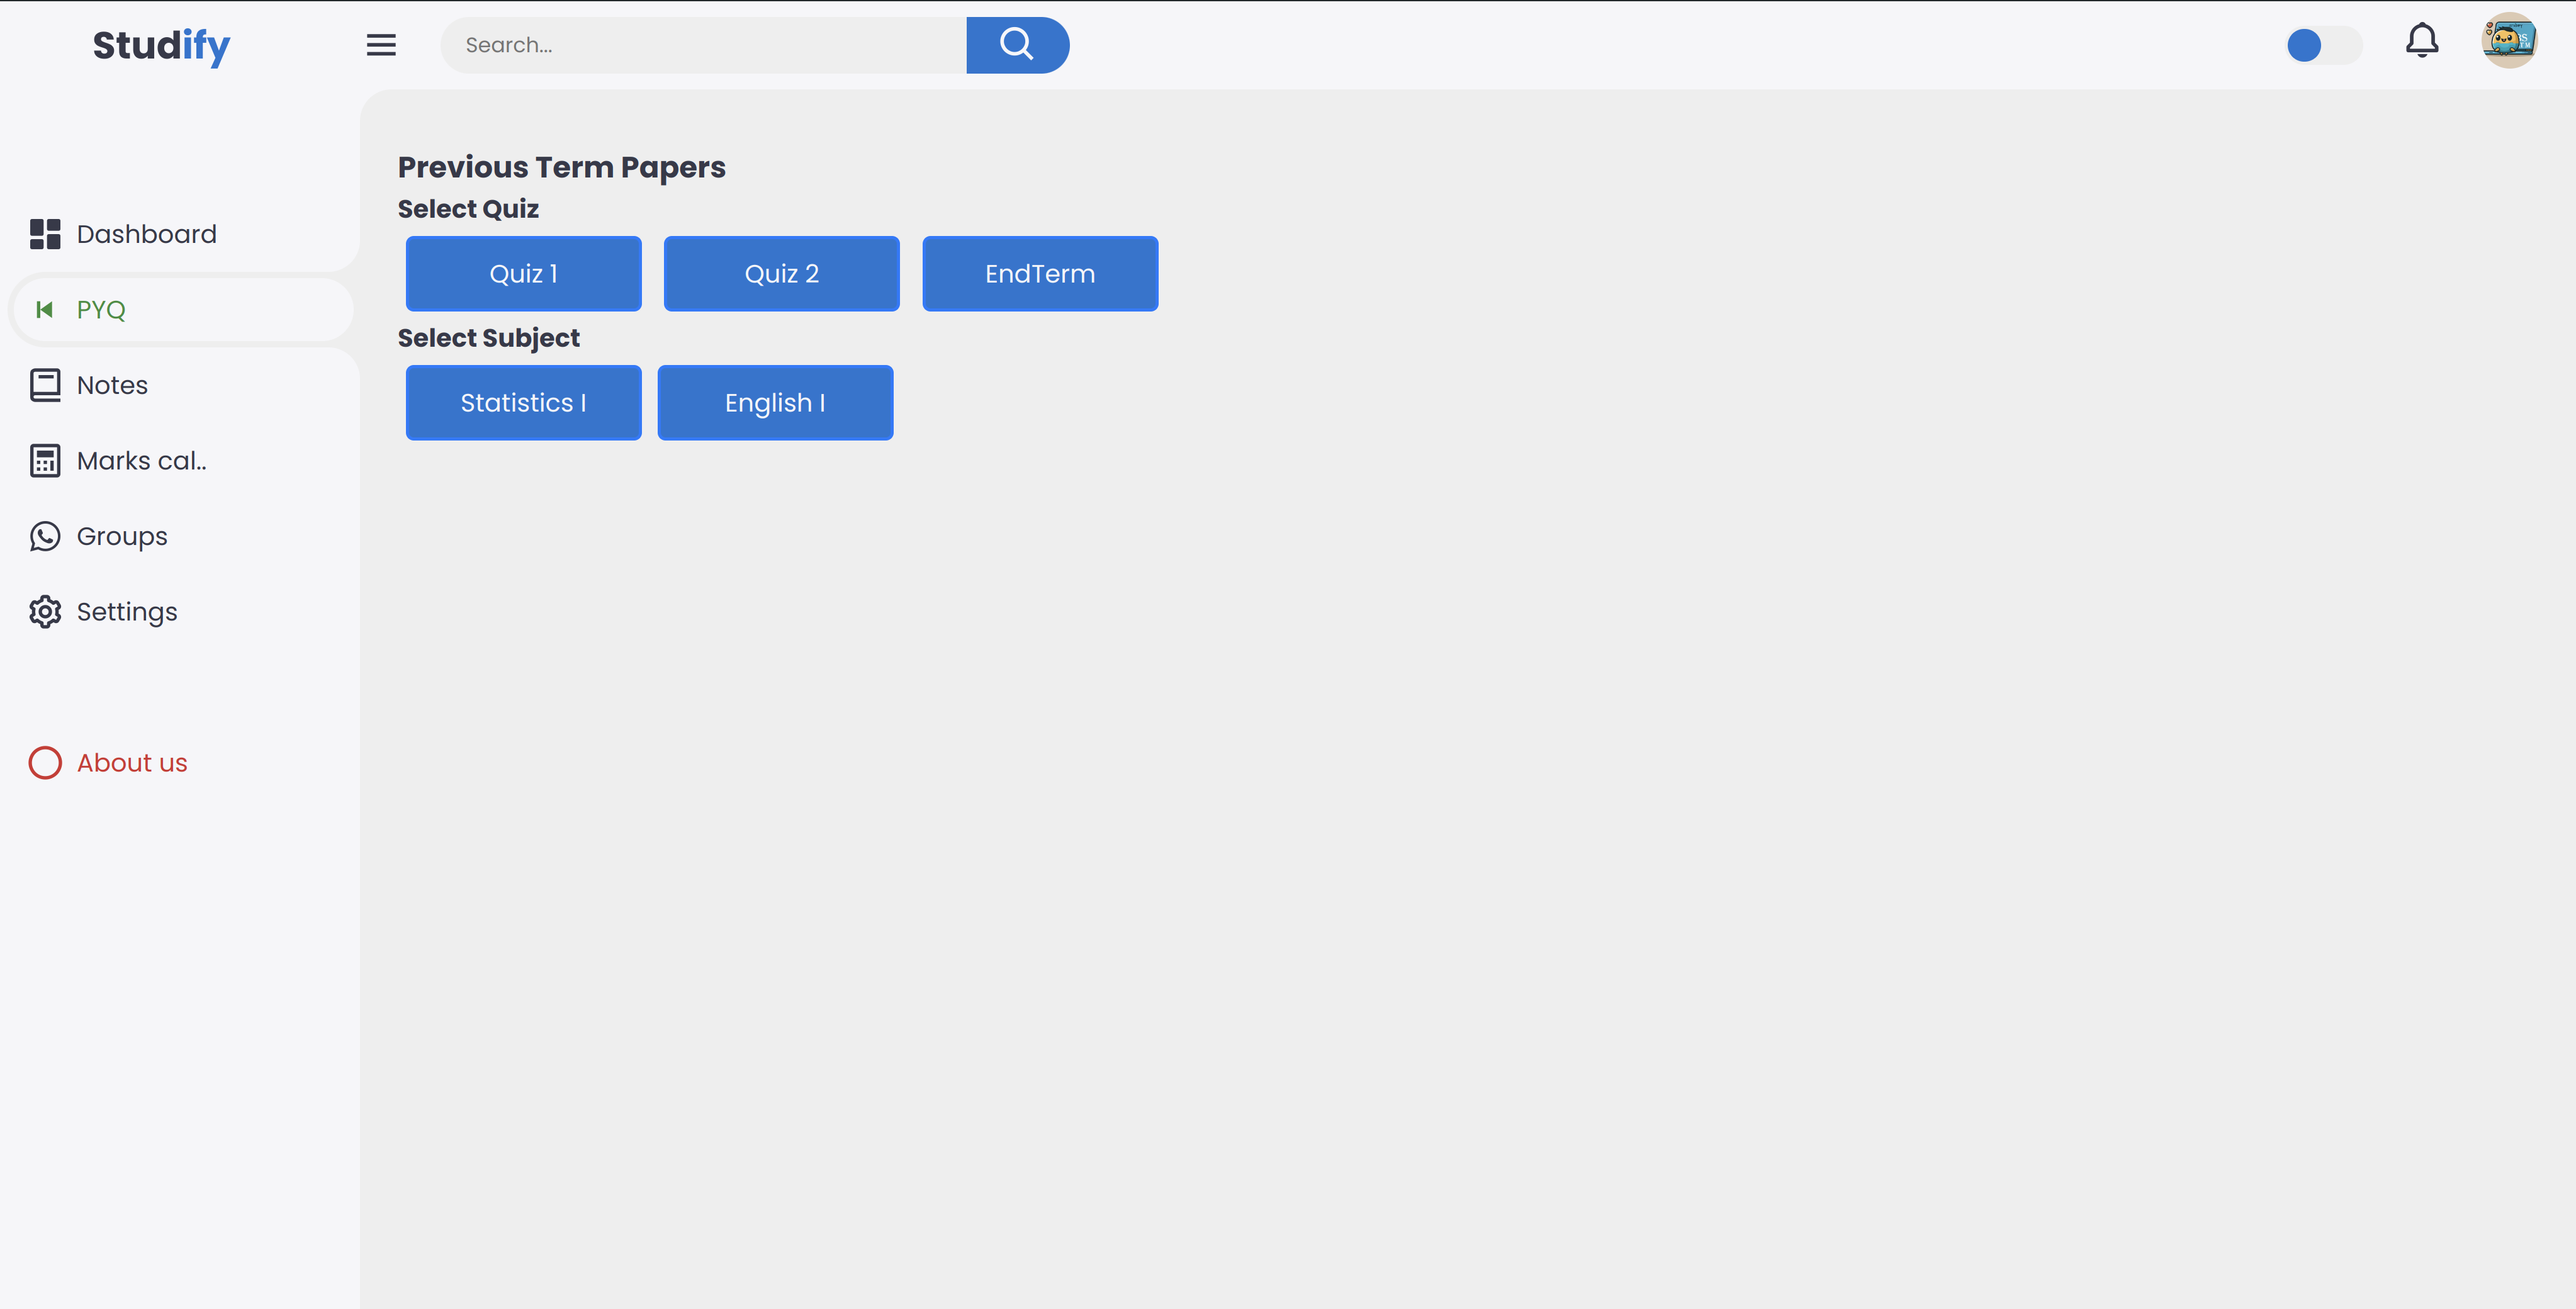 Studify
Search...
Dashboard
PYQ
Notes
Marks cal..
Groups
Settings
About us
Previous Term Papers
Select Quiz
Quiz 1
Quiz 2
EndTerm
Select Subject
Statistics I
English I